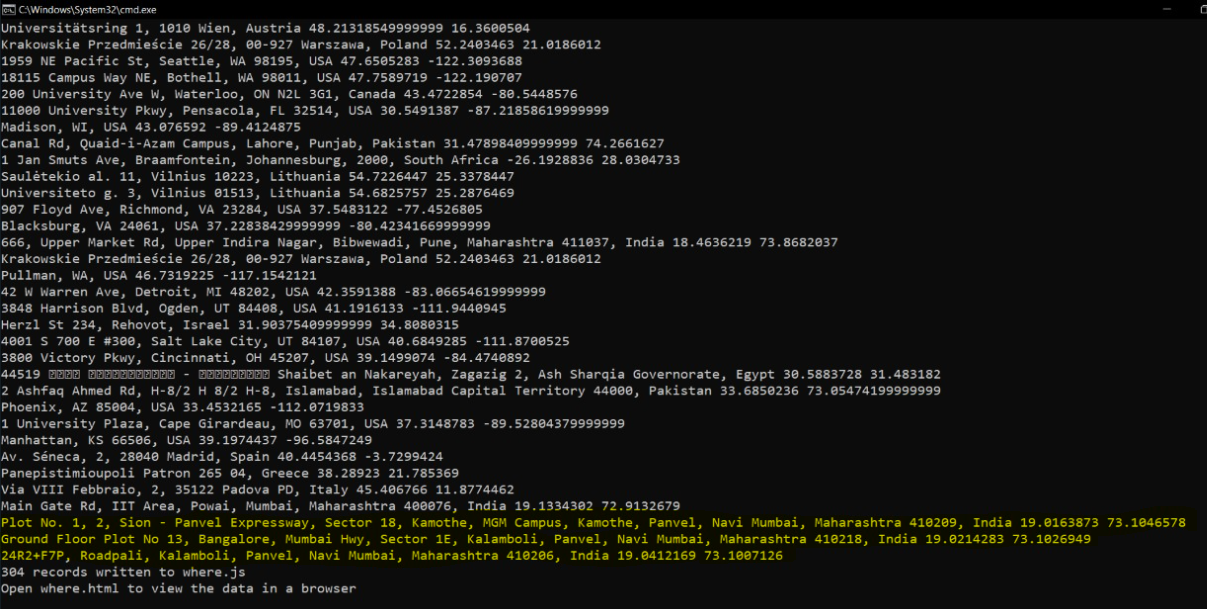 C:\Windows\System32\cmd.exe
Universitätsring 1, 1010 Wien, Austria 48.21318549999999 16.3600504
Krakowskie Przedmieście 26/28, 00-927 Warszawa, Poland 52.2403463 21.0186012
1959 NE Pacific St, Seattle, WA 98195, USA 47.6505283 -122.3093688
18115 Campus Way NE, Bothell, WA 98011, USA 47.7589719 -122.190707
200 University Ave W, Waterloo, ON N2L 3G1, Canada 43.4722854 -80.5448576
11000 University Pkwy, Pensacola, FL 32514, USA 30.5491387 -87.21858619999999
Madison, WI, USA 43.076592 -89.4124875
Canal Rd, Quaid-i-Azam Campus, Lahore, Punjab, Pakistan 31.47898409999999 74.2661627
1 Jan Smuts Ave, Braamfontein, Johannesburg, 2000, South Africa -26.1928836 28.0304733
Saulėtekio al. 11, Vilnius 10223, Lithuania 54.7226447 25.3378447
Universiteto g. 3, Vilnius 01513, Lithuania 54.6825757 25.2876469
907 Floyd Ave, Richmond, VA 23284, USA 37.5483122 -77.4526805
Blacksburg, VA 24061, USA 37.22838429999999 -80.42341669999999
666, Upper Market Rd, Upper Indira Nagar, Bibwewadi, Pune, Maharashtra 411037, India 18.4636219 73.8682037
Krakowskie Przedmieście 26/28, 00-927 Warszawa, Poland 52.2403463 21.0186012
Pullman, WA, USA 46.7319225 -117.1542121
42 W Warren Ave, Detroit, MI 48202, USA 42.3591388 -83.06654619999999
3848 Harrison Blvd, Ogden, UT 84408, USA 41.1916133 -111.9440945
Herzl St 234, Rehovot, Israel 31.90375409999999 34.8080315
4001 S 700 E #300, Salt Lake City, UT 84107, USA 40.6849285 -111.8700525
3800 Victory Pkwy, Cincinnati, OH 45207, USA 39.1499074 -84.4740892
44519 - Shaibet an Nakareyah, Zagazig 2, Ash Sharqia Governorate, Egypt 30.5883728 31.483182
2 Ashfaq Ahmed Rd, H-8/2 H 8/2 H-8, Islamabad, Islamabad Capital Territory 44000, Pakistan 33.6850236 73.05474199999999
Phoenix, AZ 85004, USA 33.4532165 -112.0719833
1 University Plaza, Cape Girardeau, MO 63701, USA 37.3148783 -89.52804379999999
Manhattan, KS 66506, USA 39.1974437 -96.5847249
Av. Séneca, 2, 28040 Madrid, Spain 40.4454368 -3.7299424
Panepistimioupoli Patron 265 04, Greece 38.28923 21.785369
Via VIII Febbraio, 2, 35122 Padova PD, Italy 45.406766 11.8774462
Main Gate Rd, IIT Area, Powai, Mumbai, Maharashtra 400076, India 19.1334302 72.9132679
Plot No. 1, 2, Sion - Panvel Expressway, Sector 18, Kamothe, MGM Campus, Kamothe, Panvel, Navi Mumbai, Maharashtra 410209, India 19.0163873 73.1046578
Ground Floor Plot No 13, Bangalore, Mumbai Hwy, Sector 1E, Kalamboli, Panvel, Navi Mumbai, Maharashtra 410218, India 19.0214283 73.1026949
24R2+F7P, Roadpali, Kalamboli, Panvel, Navi Mumbai, Maharashtra 410206, India 19.0412169 73.1007126
304 records written to where.js
Open where.html to view the data in a browser